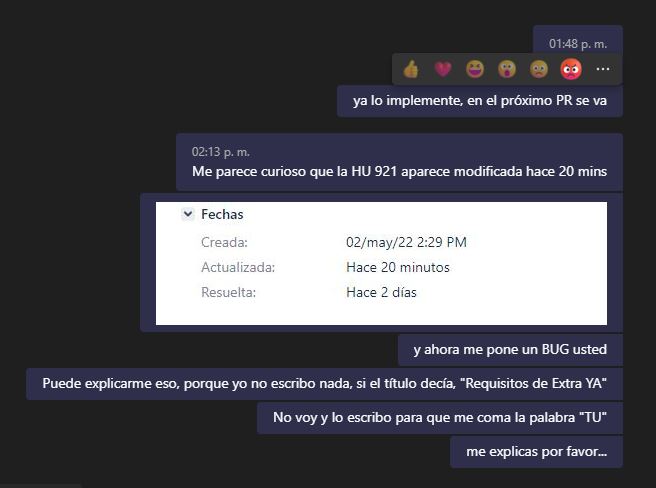 01:48 p. m.
ya lo implemente, en el próximo PR se va
02:13 p. m.
Me parece curioso que la HU 921 aparece modificada hace 20 mins
Fechas
Creada: 02/may/22 2:29 PM
Actualizada: Hace 20 minutos
Resuelta: Hace 2 días
y ahora me pone un BUG usted
Puede explicarme eso, porque yo no escribo nada, si el título decía, "Requisitos de Extra YA"
No voy y lo escribo para que me coma la palabra "TU"
me explicas por favor...